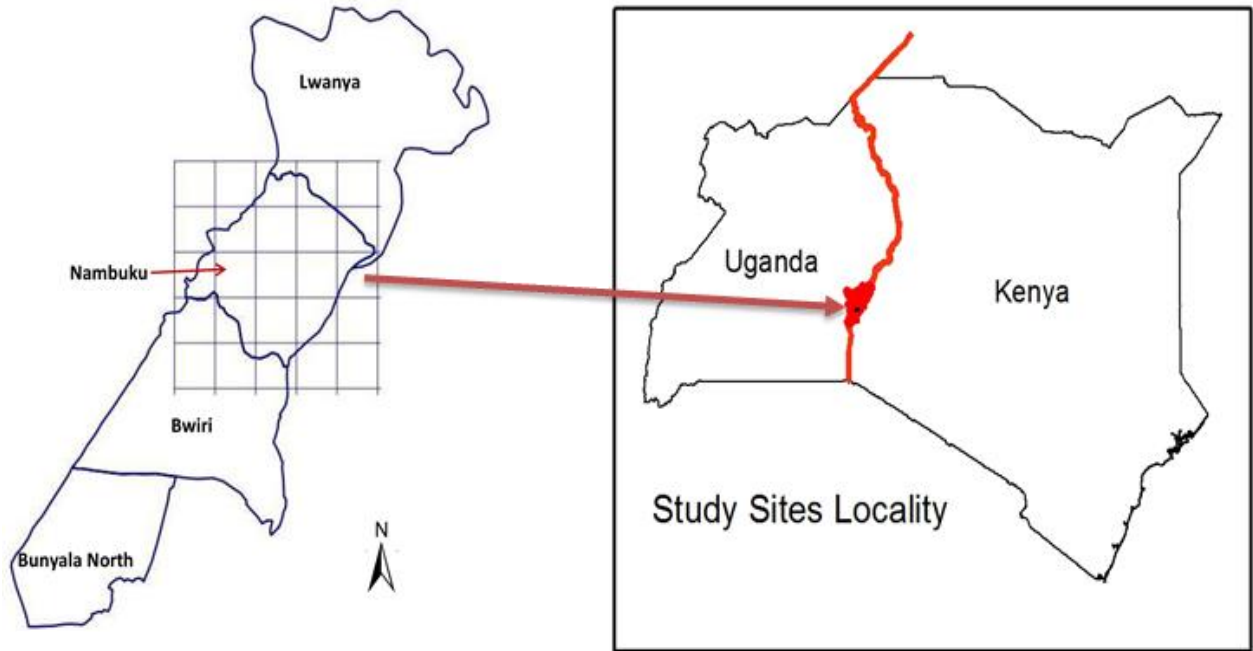 Lwanya
Nambuku
Bwiri
Bunyala North
N
Uganda
Kenya
Study Sites Locality